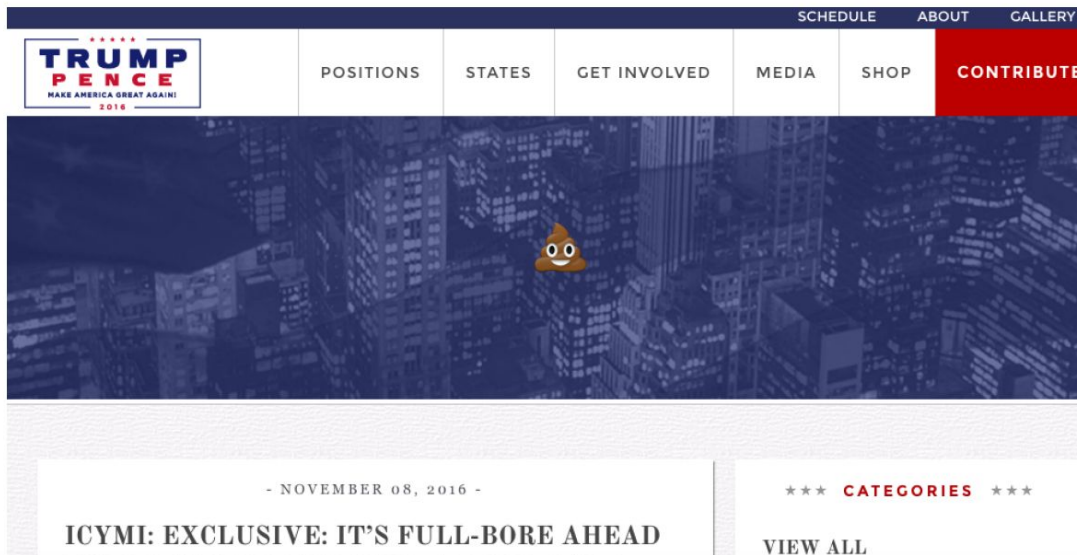 SCHEDULE ABOUT GALLERY
TRUMP
PENCE
MAKE AMERICA GREAT AGAIN!
2016
POSITIONS STATES GET INVOLVED MEDIA SHOP CONTRIBUTE
- NOVEMBER 08, 2016 -
ICYMI: EXCLUSIVE: IT’S FULL-BORE AHEAD
★★★ CATEGORIES ★★★
VIEW ALL